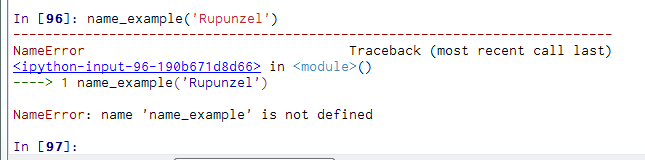 In [96]: name_example('Rupunzel')
---------------------------------------------------------------------------
NameError                                 Traceback (most recent call last)
<ipython-input-96-190b671d8d66> in <module>()
----> 1 name_example('Rupunzel')
NameError: name 'name_example' is not defined
In [97]: